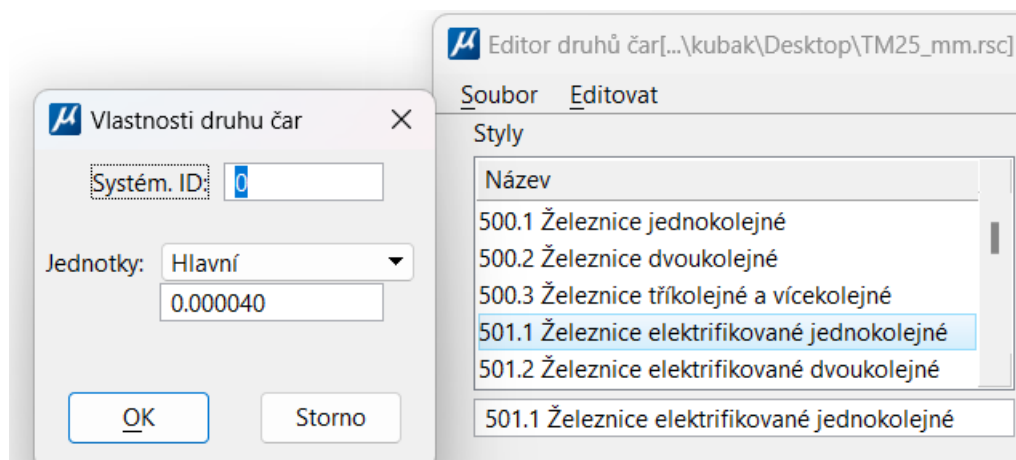 Editor druhů čar[...\kubak\Desktop\TM25_mm.rsc]
Soubor Editovat
Styly
Název
500.1 Železnice jednokolejné
500.2 Železnice dvoukolejné
500.3 Železnice tříkolejné a vícekolejné
501.1 Železnice elektrifikované jednokolejné
501.2 Železnice elektrifikované dvoukolejné
501.1 Železnice elektrifikované jednokolejné
Vlastnosti druhu čar
Systém. ID: 0
Jednotky: Hlavní
0.000040
OK Storno